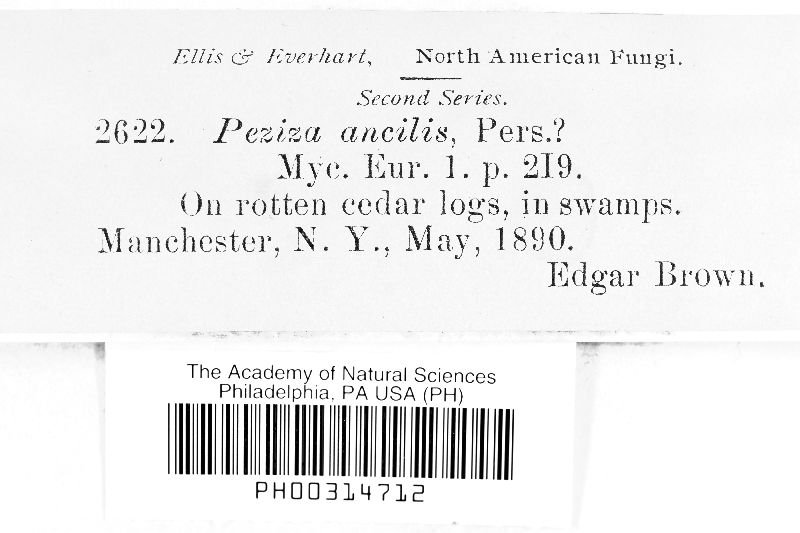 Ellis & Everhart, North American Fungi.
Second Series.
2622. Peziza ancilis, Pers.?
Myc. Eur. 1. p. 219.
On rotten cedar logs, in swamps.
Manchester, N. Y., May, 1890.
Edgar Brown.
The Academy of Natural Sciences
Philadelphia, PA USA (PH)
PH00314712